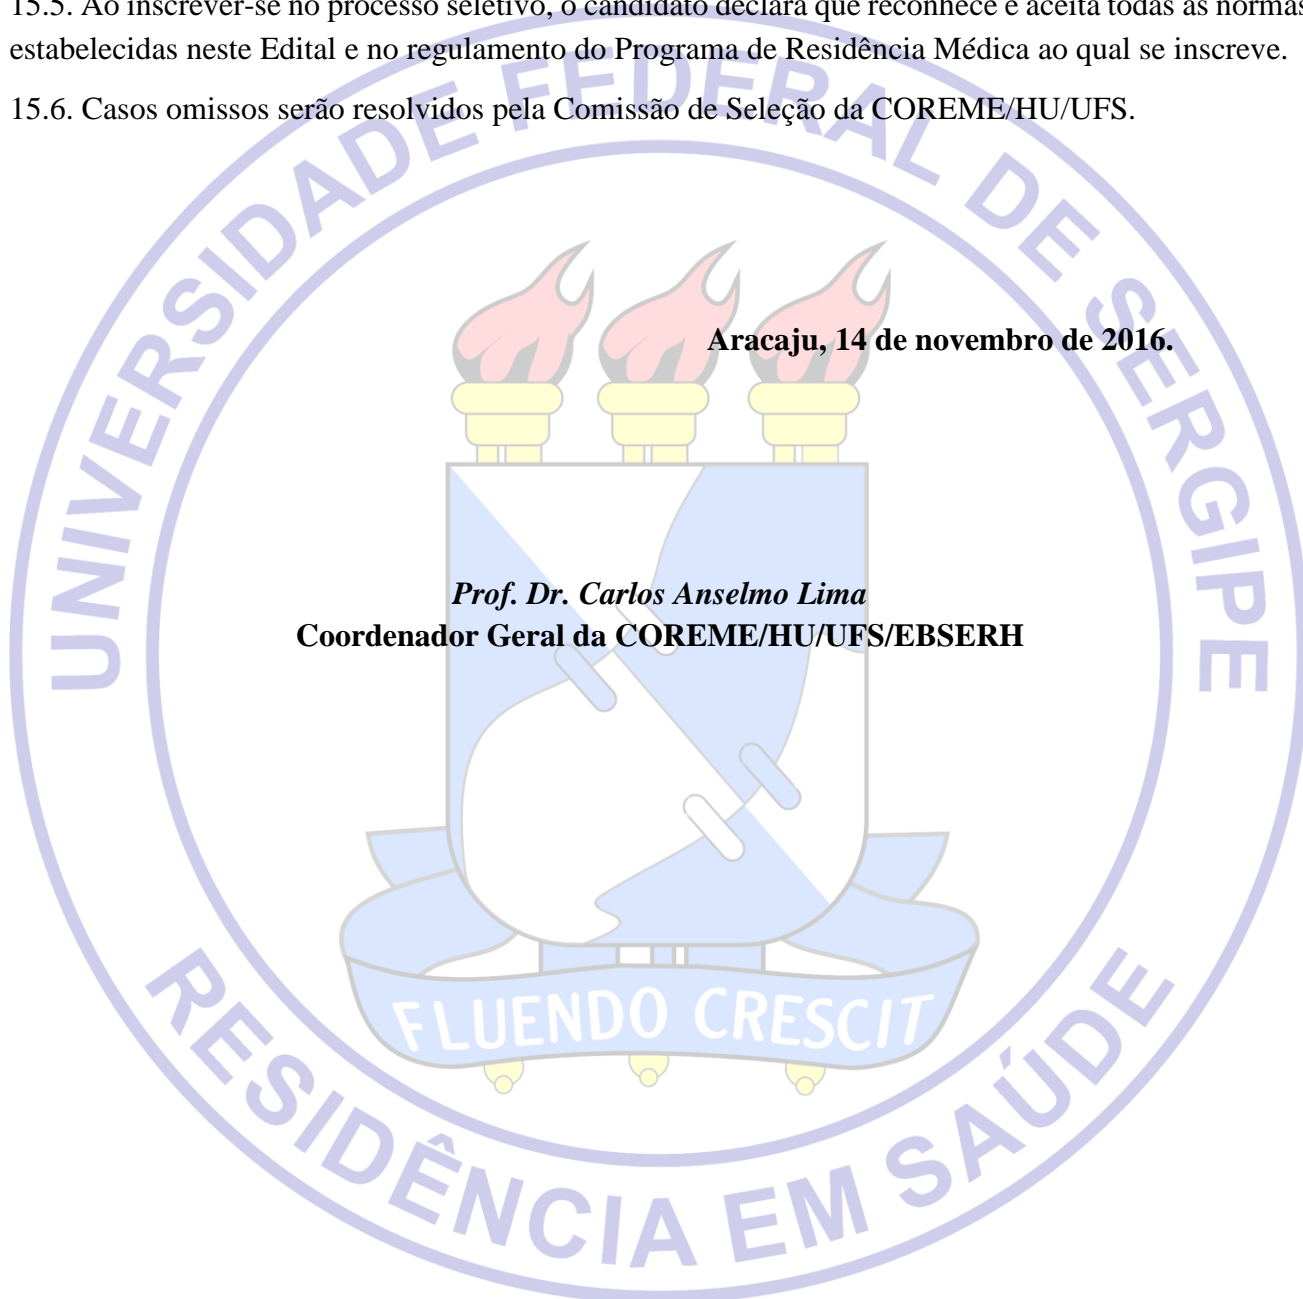 15.5. Ao inscrever-se no processo seletivo, o candidato declara que reconhece e aceita todas as normas
estabelecidas neste Edital e no regulamento do Programa de Residência Médica ao qual se inscreve.
15.6. Casos omissos serão resolvidos pela Comissão de Seleção da COREME/HU/UFS.
UNIVERSIDADE FEDERAL DE SERGIPE
Aracaju, 14 de novembro de 2016.
Prof. Dr. Carlos Anselmo Lima
Coordenador Geral da COREME/HU/UFS/EBSERH
FLUENDO CRESCIT
RESIDÊNCIA EM SAÚDE